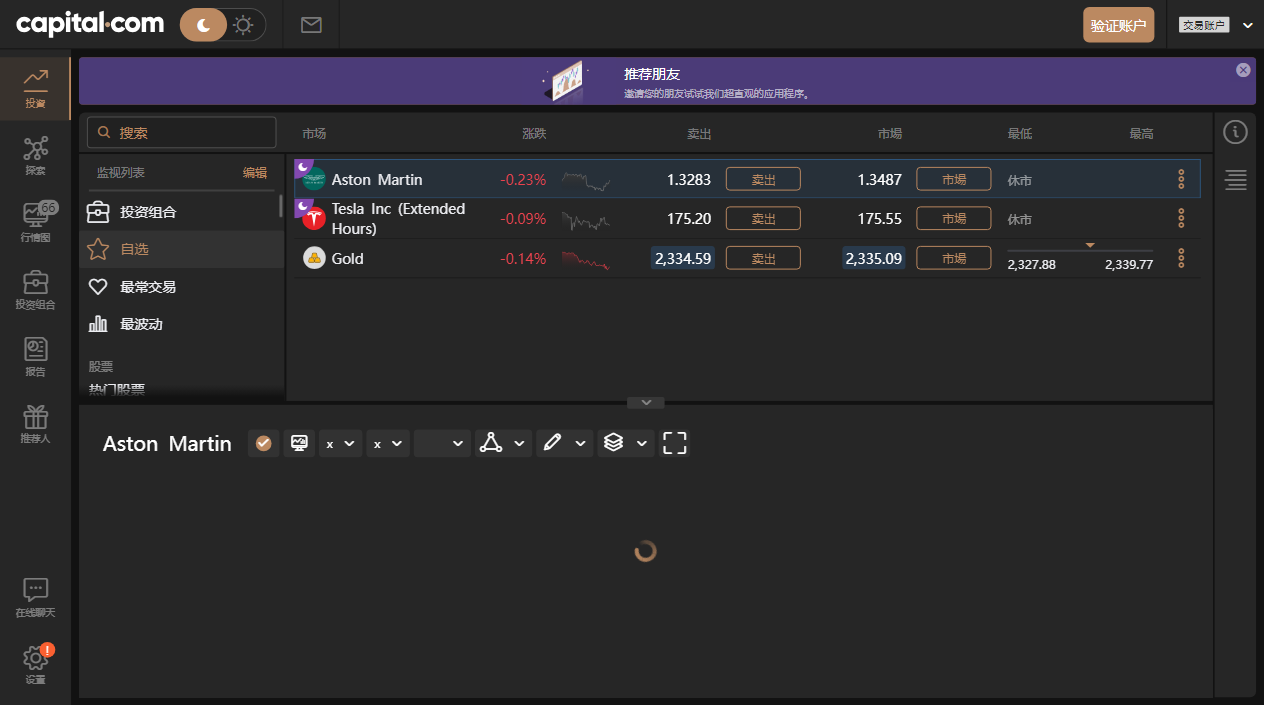 capital.com
验证账户
交易账户
投资
推荐朋友
邀请您的朋友试试我们超直观的应用程序。
搜索
市场
涨跌
卖出
市場
最低
最高
探索
监视列表
编辑
Aston Martin
-0.23%
1.3283
卖出
1.3487
市場
休市
66
行情图
投资组合
Tesla Inc (Extended
Hours)
-0.09%
175.20
卖出
175.55
市場
休市
自选
Gold
-0.14%
2,334.59
卖出
2,335.09
市場
2,327.88
2,339.77
投资组合
最常交易
最波动
报告
股票
热门股票
推荐人
Aston Martin
x
x
在线聊天
!
设置